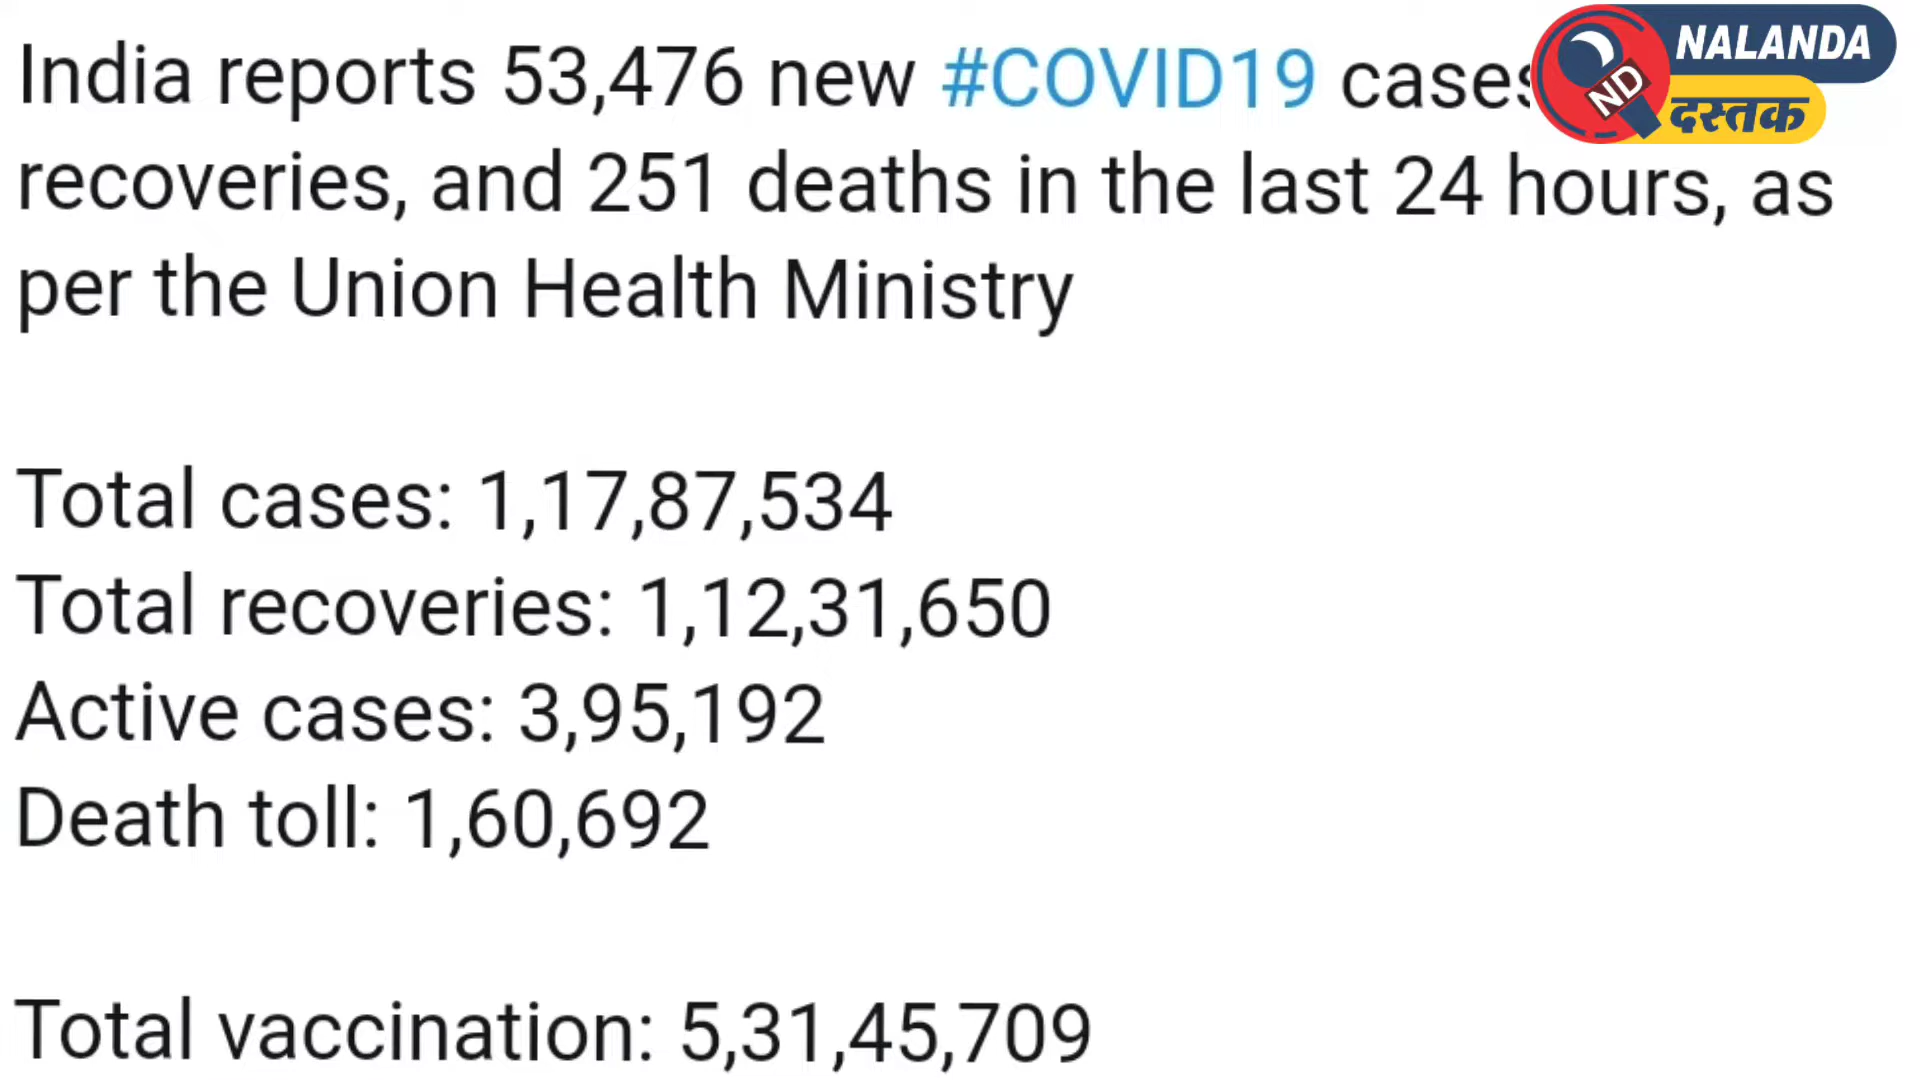 India reports 53,476 new #COVID19 cases
recoveries, and 251 deaths in the last 24 hours, as
per the Union Health Ministry
Total cases: 1,17,87,534
Total recoveries: 1,12,31,650
Active cases: 3,95,192
Death toll: 1,60,692
Total vaccination: 5,31,45,709
NALANDA
ND
दस्तक